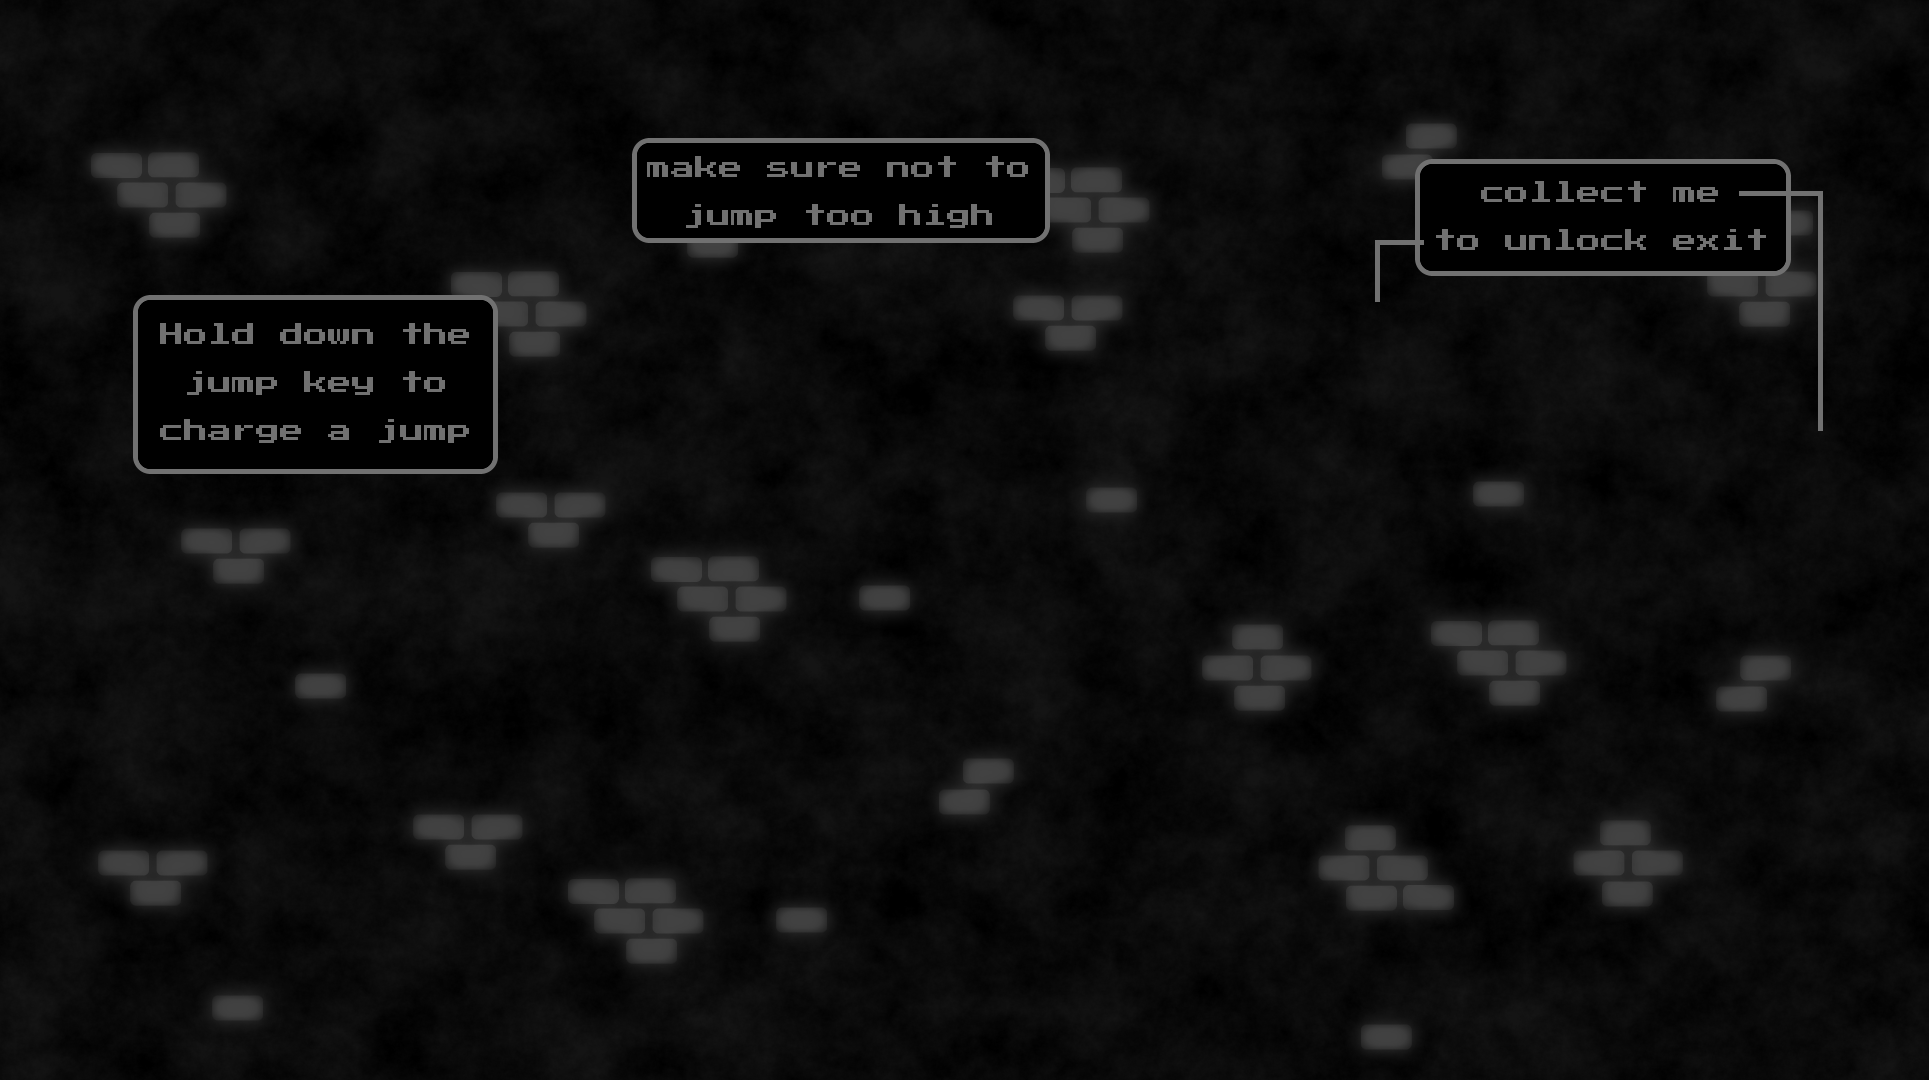 Hold down the
jump key to
charge a jump
make sure not to
jump too high
collect me
to unlock exit